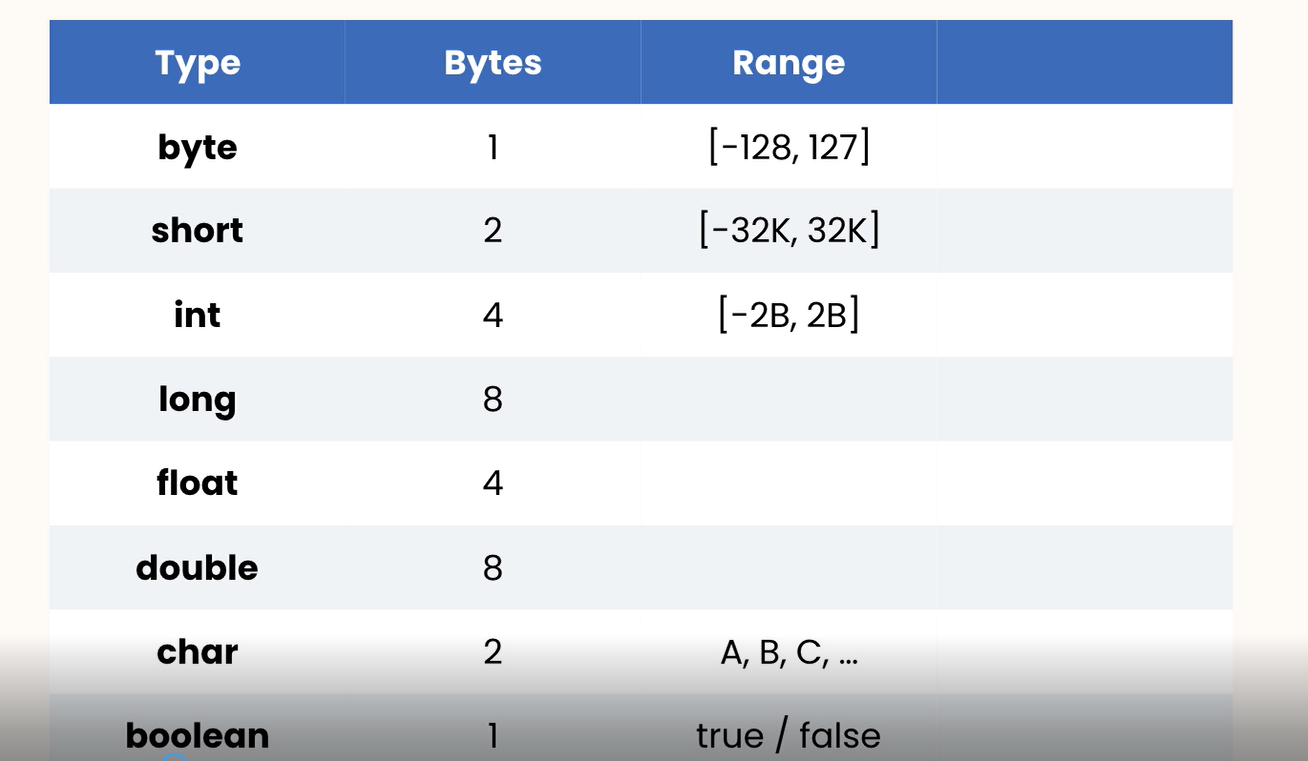 Type Bytes Range
byte 1 [-128, 127]
short 2 [-32K, 32K]
int 4 [-2B, 2B]
long 8
float 4
double 8
char 2 A, B, C, ...
boolean 1 true / false